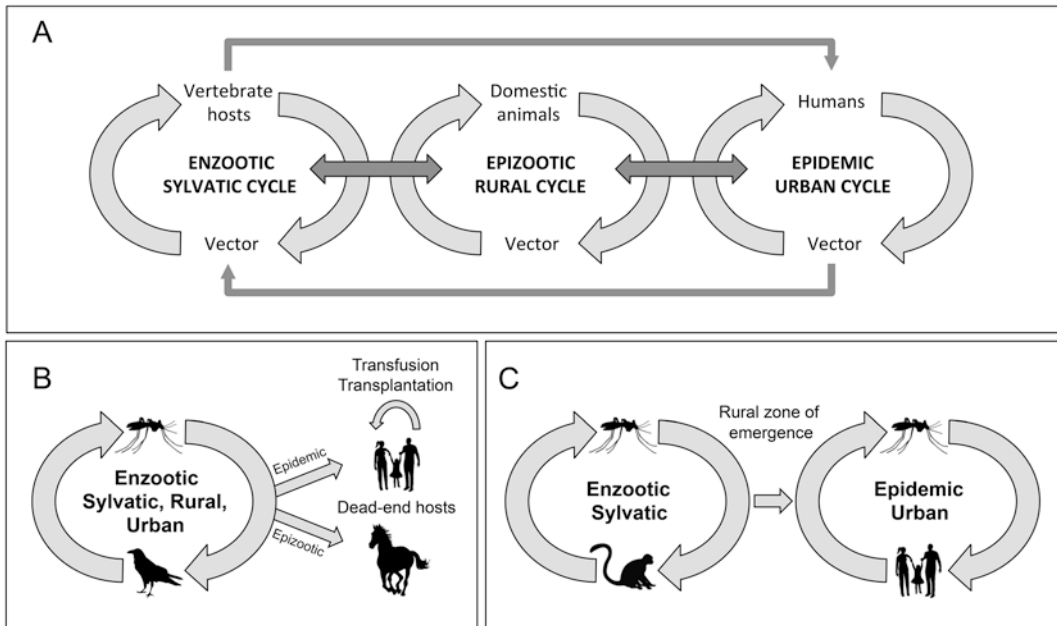 A
Vertebrate
hosts
Domestic
animals
Humans
ENZOOTIC
SYLVATIC CYCLE
EPIZOOTIC
RURAL CYCLE
EPIDEMIC
URBAN CYCLE
Vector
Vector
Vector
B
Transfusion
Transplantation
Enzootic
Sylvatic, Rural,
Urban
Epidemic
Epizootic
Dead-end hosts
C
Rural zone of
emergence
Enzootic
Sylvatic
Epidemic
Urban